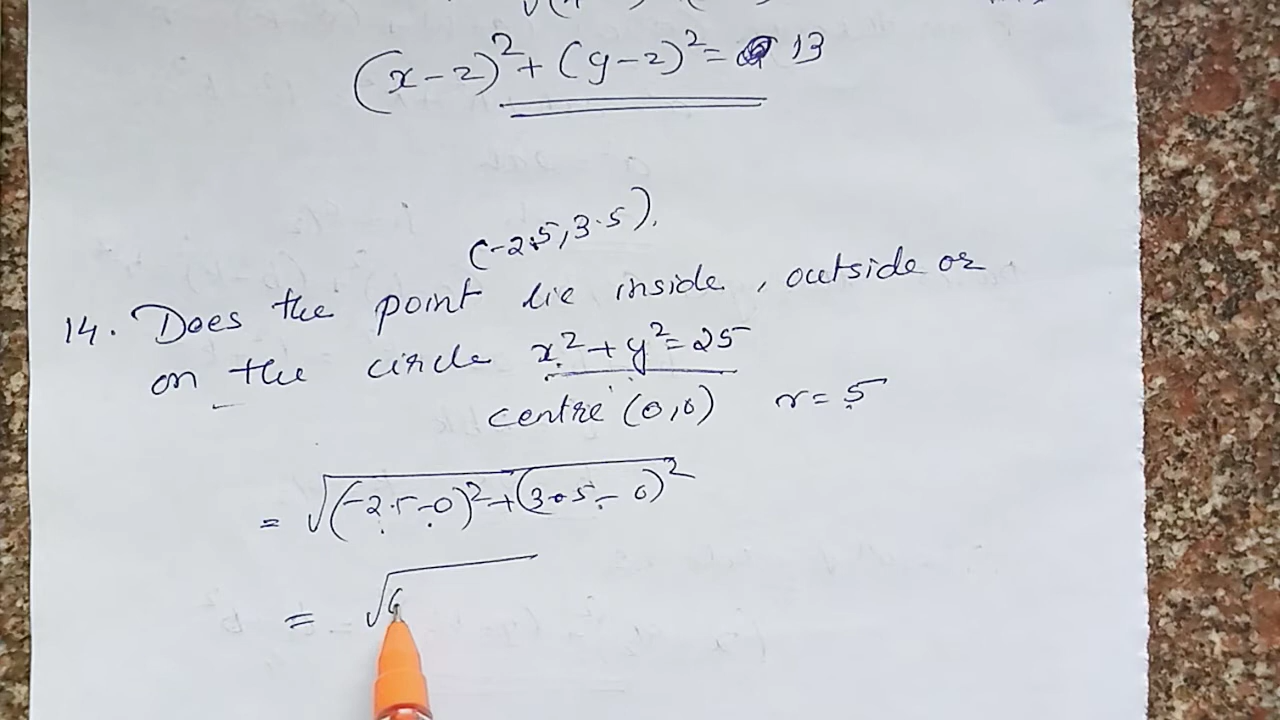 (x-2)²+(y-2)²= 13
(-2.5,3.5).
14. Does the point lie inside, outside or
on the circle x²+y²=25
centre (0,0) r=5
= √(-2.5-0)²+(3.5-0)²
= √6